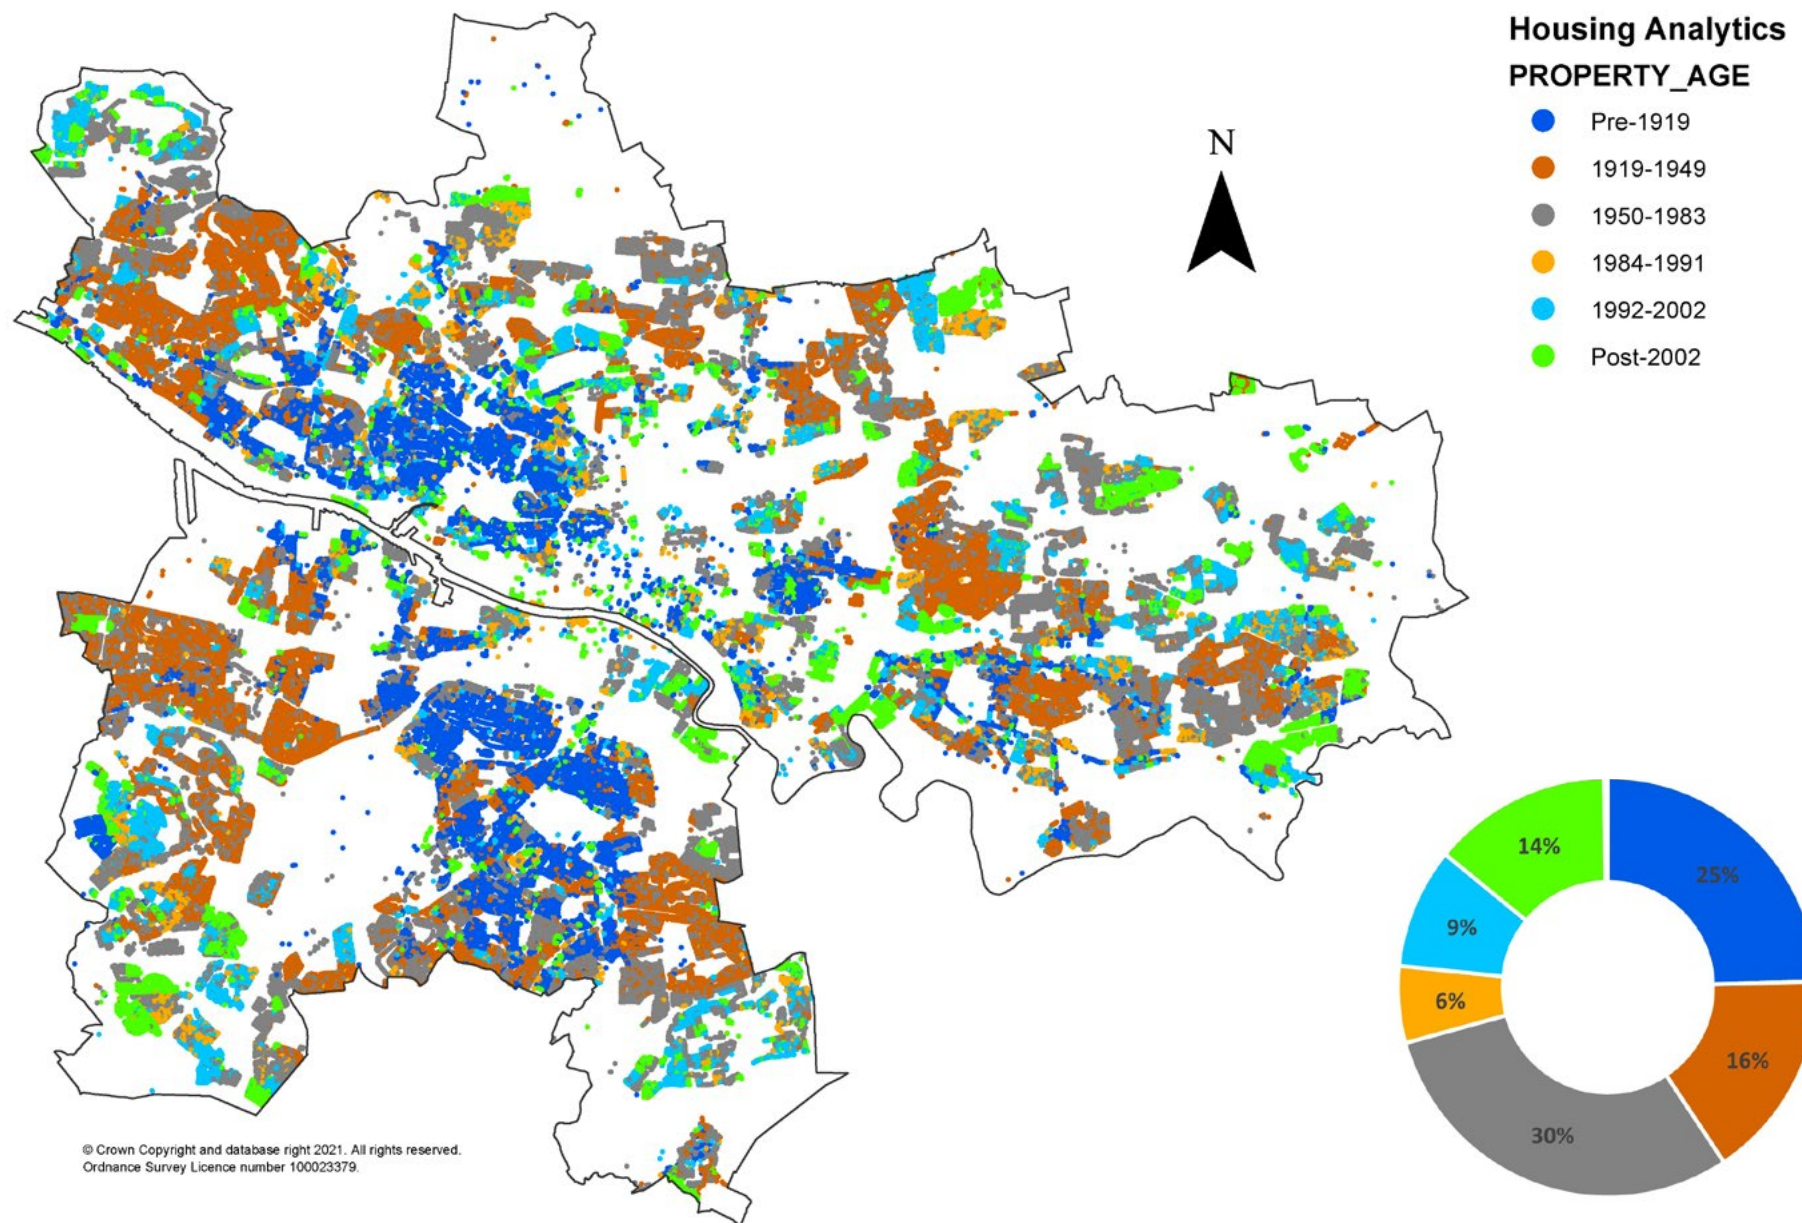 Housing Analytics
PROPERTY_AGE
Pre-1919
1919-1949
1950-1983
1984-1991
1992-2002
Post-2002
N
14%
25%
9%
6%
16%
30%
© Crown Copyright and database right 2021. All rights reserved.
Ordnance Survey Licence number 100023379.